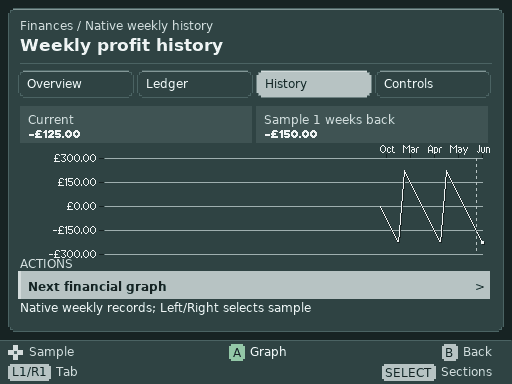 Finances / Native weekly history
Weekly profit history
Overview
Ledger
History
Controls
Current
-£125.00
Sample 1 weeks back
-£150.00
Oct Mar Apr May Jun
£300.00
£150.00
£0.00
-£150.00
-£300.00
ACTIONS
Next financial graph >
Native weekly records; Left/Right selects sample
Sample
A Graph
B Back
L1/R1 Tab
SELECT Sections